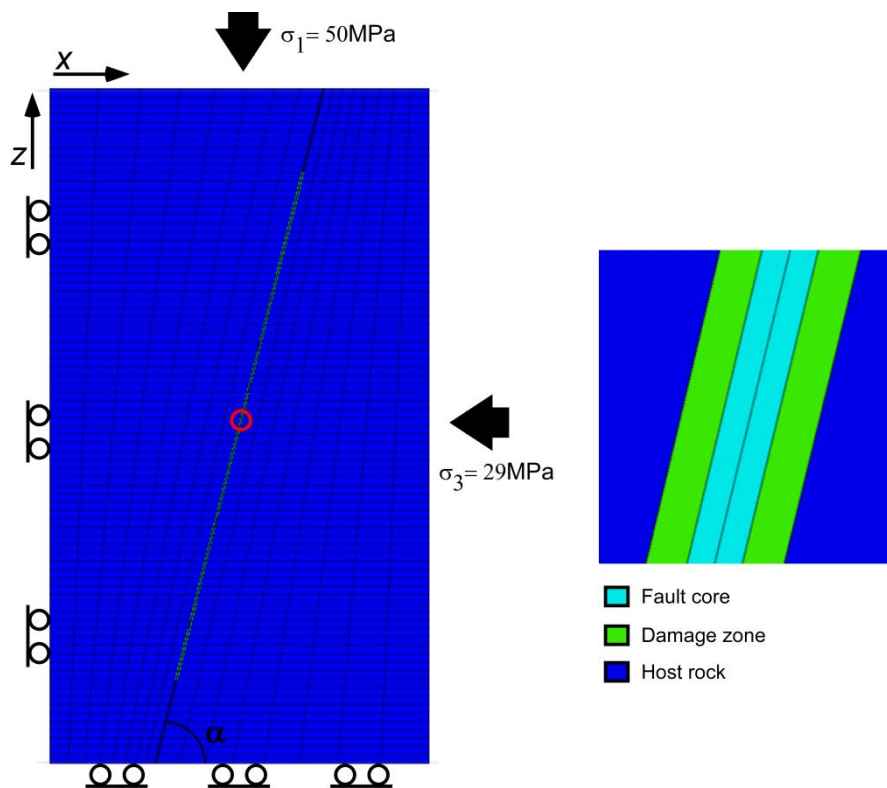 σ1= 50MPa
x
z
σ3= 29MPa
α
Fault core
Damage zone
Host rock